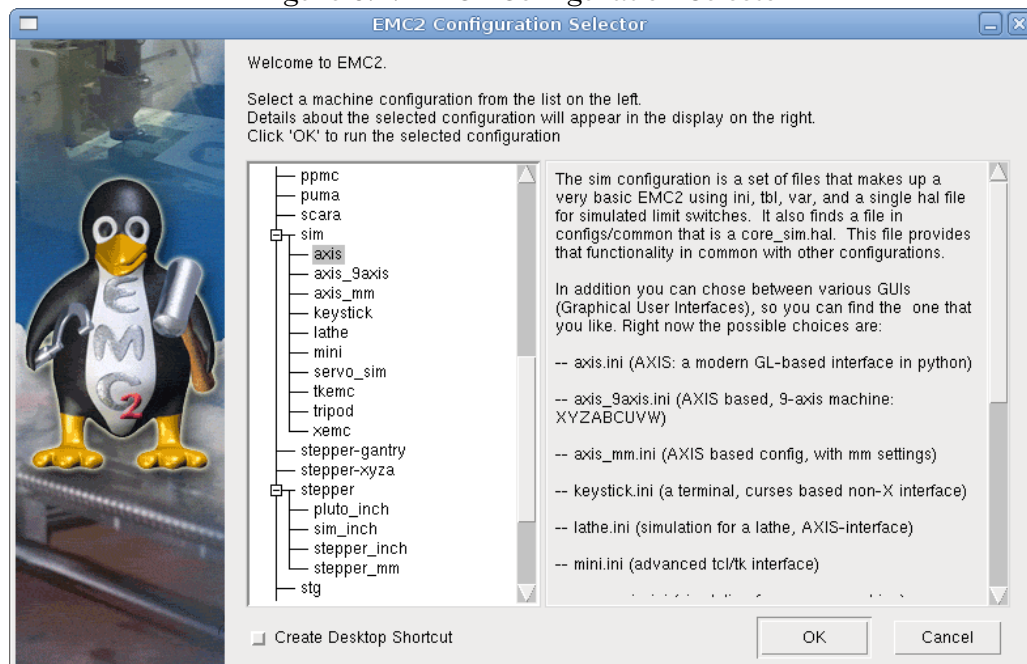 EMC2 Configuration Selector
Welcome to EMC2.
Select a machine configuration from the list on the left.
Details about the selected configuration will appear in the display on the right.
Click 'OK' to run the selected configuration
ppmc
puma
scara
sim
axis
axis_9axis
axis_mm
keystick
lathe
mini
servo_sim
tkemc
tripod
xemc
stepper-gantry
stepper-xyza
stepper
pluto_inch
sim_inch
stepper_inch
stepper_mm
stg
The sim configuration is a set of files that makes up a
very basic EMC2 using ini, tbl, var, and a single hal file
for simulated limit switches. It also finds a file in
configs/common that is a core_sim.hal. This file provides
that functionality in common with other configurations.
In addition you can chose between various GUIs
(Graphical User Interfaces), so you can find the one that
you like. Right now the possible choices are:
-- axis.ini (AXIS: a modern GL-based interface in python)
-- axis_9axis.ini (AXIS based, 9-axis machine:
XYZABCUVW)
-- axis_mm.ini (AXIS based config, with mm settings)
-- keystick.ini (a terminal, curses based non-X interface)
-- lathe.ini (simulation for a lathe, AXIS-interface)
-- mini.ini (advanced tcl/tk interface)
EMC2
Create Desktop Shortcut
OK
Cancel